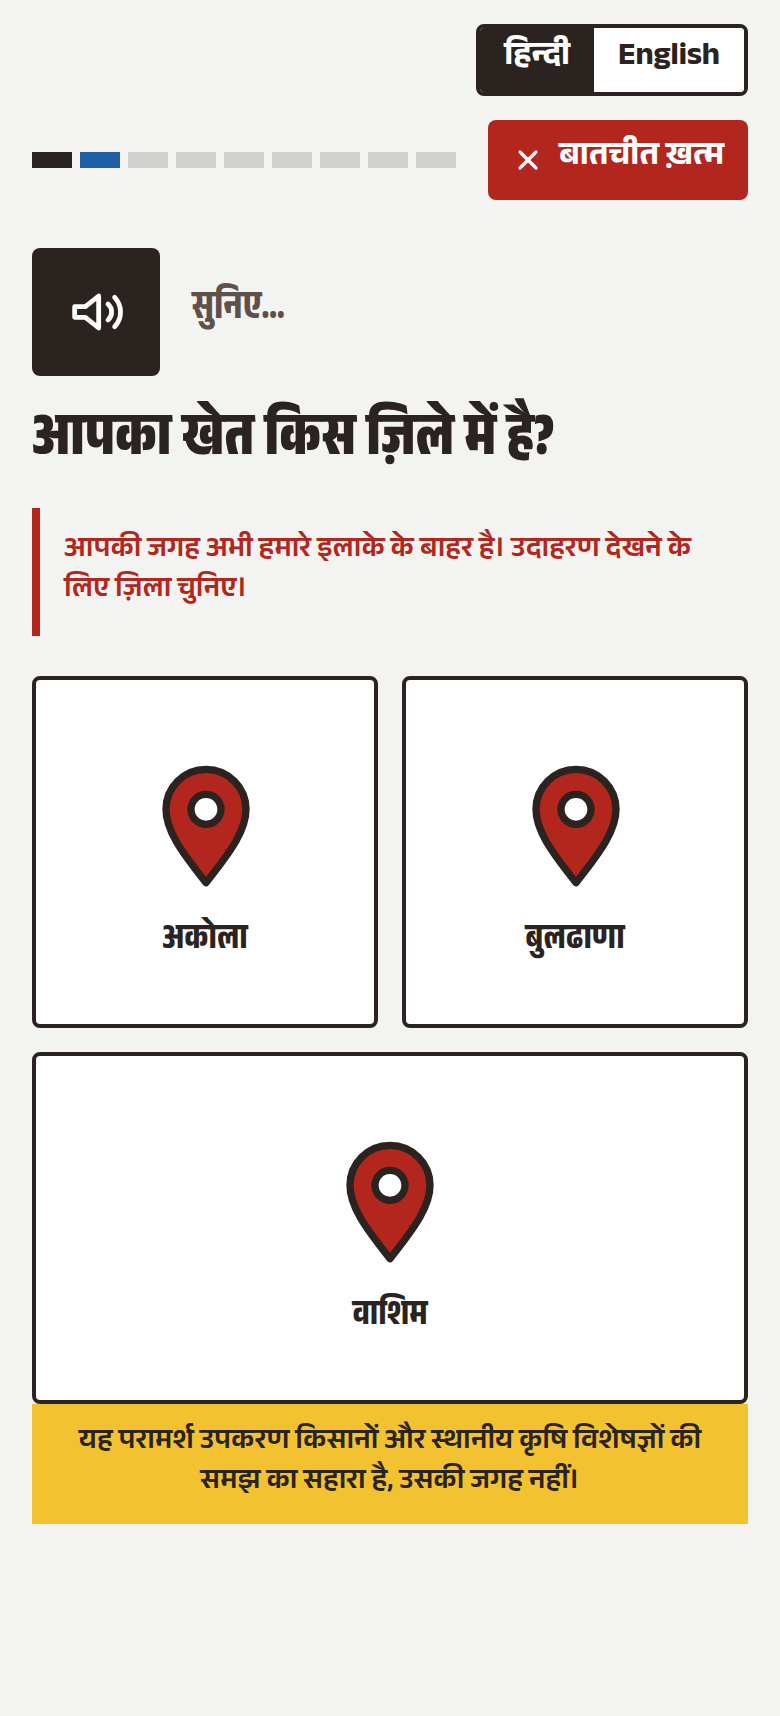 हिन्दी English
बातचीत ख़त्म
सुनिए...
आपका खेत किस ज़िले में है?
आपकी जगह अभी हमारे इलाके के बाहर है। उदाहरण देखने के
लिए ज़िला चुनिए।
अकोला
बुलढाणा
वाशिम
यह परामर्श उपकरण किसानों और स्थानीय कृषि विशेषज्ञों की
समझ का सहारा है, उसकी जगह नहीं।